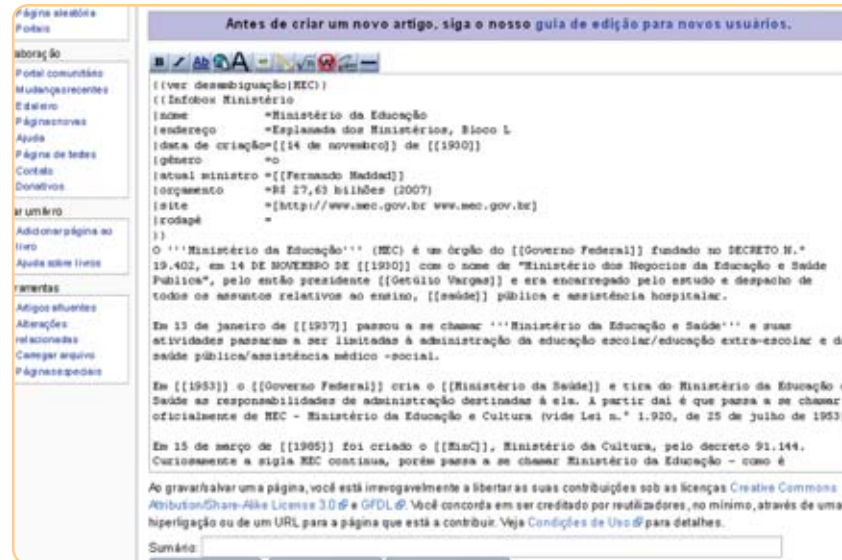 Página aleatória
Portais
aboração
Portal comunitário
Mudanças recentes
Estaleiro
Páginas novas
Ajuda
Página de testes
Contato
Donativos
ar um livro
Adicionar página ao
livro
Ajuda sobre livros
ramentas
Artigos afluentes
Alterações
relacionadas
Carregar arquivo
Páginas especiais
Antes de criar um novo artigo, siga o nosso guia de edição para novos usuários.
B I Ab A √n W
{{ver desambiguação|MEC}}
{{Infobox Ministério
|nome =Ministério da Educação
|endereço =Esplanada dos Ministérios, Bloco L
|data de criação=[[14 de novembro]] de [[1930]]
|gênero =o
|atual ministro =[[Fernando Haddad]]
|orçamento =R$ 27,63 bilhões (2007)
|site =[http://www.mec.gov.br www.mec.gov.br]
|rodapé =
}}
O '''Ministério da Educação''' (MEC) é um órgão do [[Governo Federal]] fundado no DECRETO N.º
19.402, em 14 DE NOVEMBRO DE [[1930]] com o nome de "Ministério dos Negocios da Educação e Saúde
Publica", pelo então presidente [[Getúlio Vargas]] e era encarregado pelo estudo e despacho de
todos os assuntos relativos ao ensino, [[saúde]] pública e assistência hospitalar.
Em 13 de janeiro de [[1937]] passou a se chamar '''Ministério da Educação e Saúde''' e suas
atividades passaram a ser limitadas à administração da educação escolar/educação extra-escolar e da
saúde pública/assistência médico -social.
Em [[1953]] o [[Governo Federal]] cria o [[Ministério da Saúde]] e tira do Ministério da Educação e
Saúde as responsabilidades de administração destinadas à ela. A partir daí é que passa a se chamar
oficialmente de MEC - Ministério da Educação e Cultura (vide Lei n.º 1.920, de 25 de julho de 1953)
Em 15 de março de [[1985]] foi criado o [[MinC]], Ministério da Cultura, pelo decreto 91.144.
Curiosamente a sigla MEC continua, porém passa a se chamar Ministério da Educação - como é
Ao gravar/salvar uma página, você está irrevogavelmente a libertar as suas contribuições sob as licenças Creative Commons
Attribution/Share-Alike License 3.0 e GFDL. Você concorda em ser creditado por reutilizadores, no mínimo, através de uma
hiperligação ou de um URL para a página que está a contribuir. Veja Condições de Uso para detalhes.
Sumário: